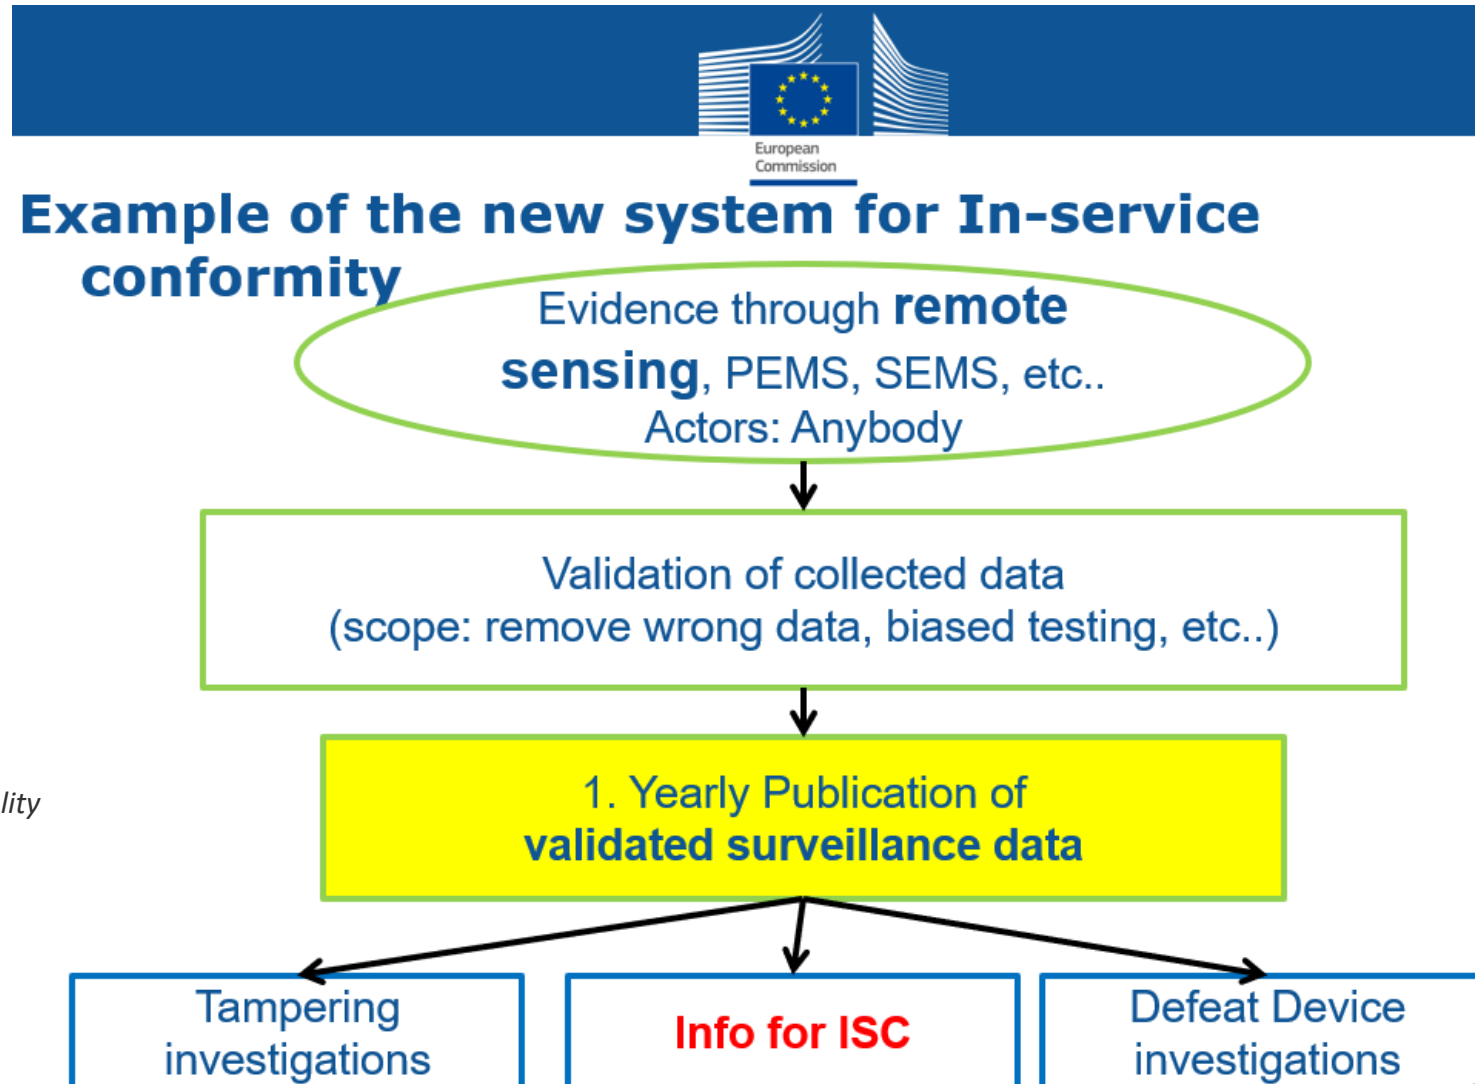 European
Commission
Example of the new system for In-service
conformity
Evidence through remote
sensing, PEMS, SEMS, etc..
Actors: Anybody
Validation of collected data
(scope: remove wrong data, biased testing, etc..)
lity
1. Yearly Publication of
validated surveillance data
Tampering
investigations
Info for ISC
Defeat Device
investigations